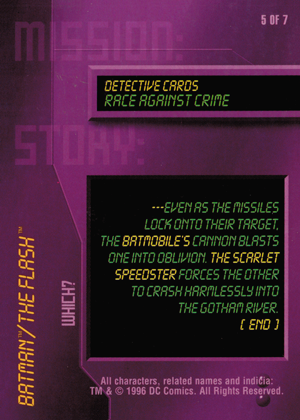 5 OF 7
MISSION:
DETECTIVE CARDS
RACE AGAINST CRIME
STORY:
---EVEN AS THE MISSILES
LOCK ONTO THEIR TARGET,
THE BATMOBILE'S CANNON BLASTS
ONE INTO OBLIVION. THE SCARLET
SPEEDSTER FORCES THE OTHER
TO CRASH HARMLESSLY INTO
THE GOTHAM RIVER.
[ END ]
BATMAN™/THE FLASH™
WHICH?
All characters, related names and indicia:
TM & © 1996 DC Comics. All Rights Reserved.